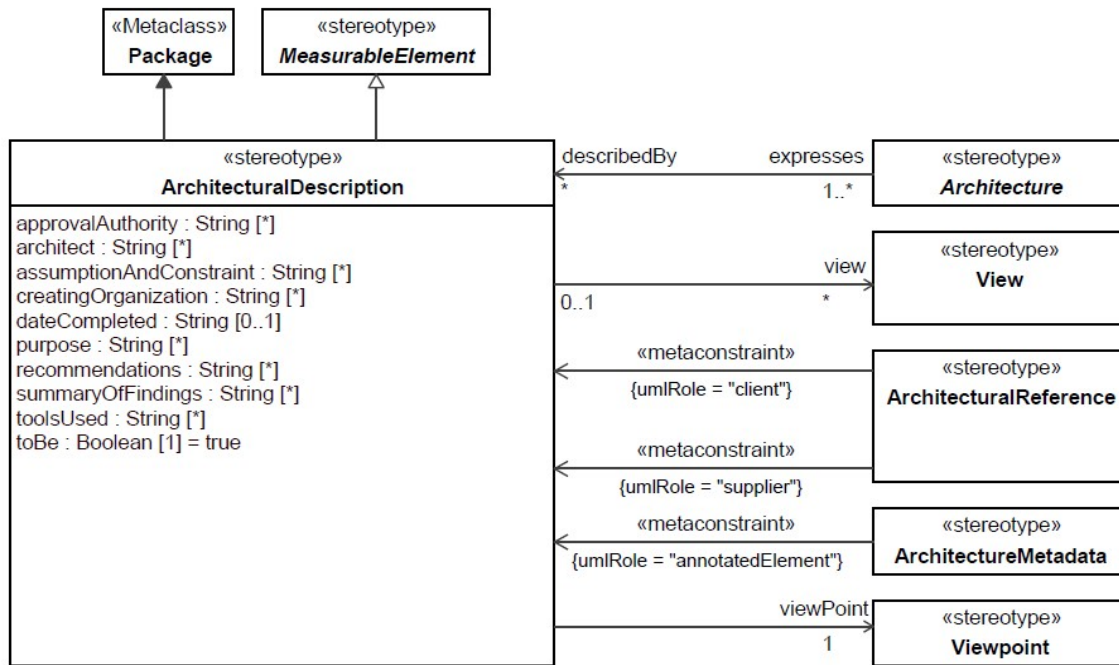 «Metaclass»
Package
«stereotype»
MeasurableElement
«stereotype»
ArchitecturalDescription
approvalAuthority : String [*]
architect : String [*]
assumptionAndConstraint : String [*]
creatingOrganization : String [*]
dateCompleted : String [0..1]
purpose : String [*]
recommendations : String [*]
summaryOfFindings : String [*]
toolsUsed : String [*]
toBe : Boolean [1] = true
describedBy expresses
* 1..*
«stereotype»
Architecture
view
0..1 *
«stereotype»
View
«metaconstraint»
{umlRole = "client"}
«stereotype»
ArchitecturalReference
«metaconstraint»
{umlRole = "supplier"}
«metaconstraint»
{umlRole = "annotatedElement"}
«stereotype»
ArchitectureMetadata
viewPoint
1
«stereotype»
Viewpoint